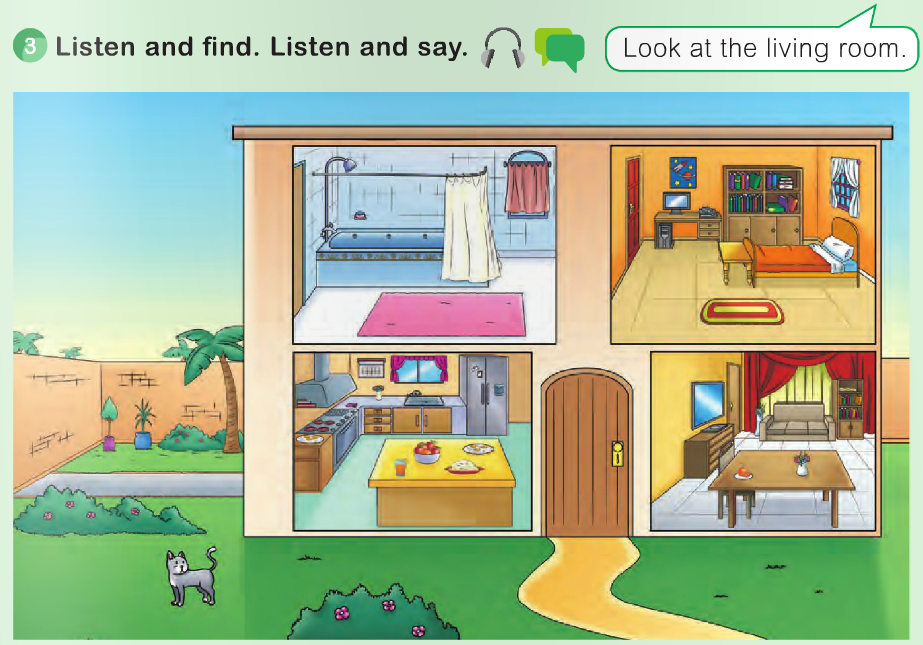 3 Listen and find. Listen and say.
Look at the living room.